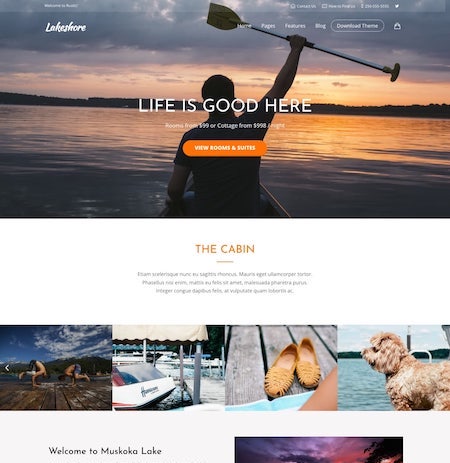 Welcome to Rustic!
Contact Us
How to Find Us
250-555-5555
Lakeshore
Home
Pages
Features
Blog
Download Theme
LIFE IS GOOD HERE
Rooms from $99 or Cottage from $998 / night
VIEW ROOMS & SUITES
THE CABIN
Etiam scelerisque nunc eu sagittis rhoncus. Mauris eget ullamcorper tortor.
Phasellus nisi enim, mattis eu felis sit amet, malesuada pharetra purus.
Integer congue dapibus felis, at vulputate quam lobortis ac.
Welcome to Muskoka Lake